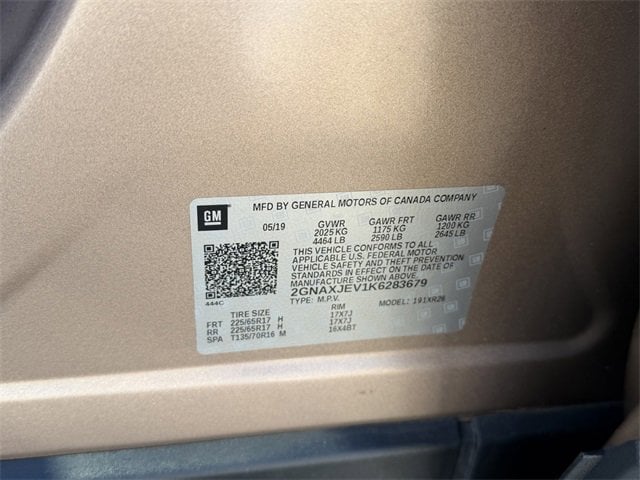 GM
MFD BY GENERAL MOTORS OF CANADA COMPANY
05/19 GVWR GAWR FRT GAWR RR
2025 KG 1175 KG 1200 KG
4464 LB 2590 LB 2645 LB
THIS VEHICLE CONFORMS TO ALL
APPLICABLE U.S. FEDERAL MOTOR
VEHICLE SAFETY AND THEFT PREVENTION
STANDARDS IN EFFECT ON THE DATE OF
MANUFACTURE SHOWN ABOVE.
2GNAXJEV1K6283679
444C TYPE: M.P.V. MODEL: 191XR26
TIRE SIZE RIM
FRT 225/65R17 H 17X7J
RR 225/65R17 H 17X7J
SPA T135/70R16 M 16X4BT